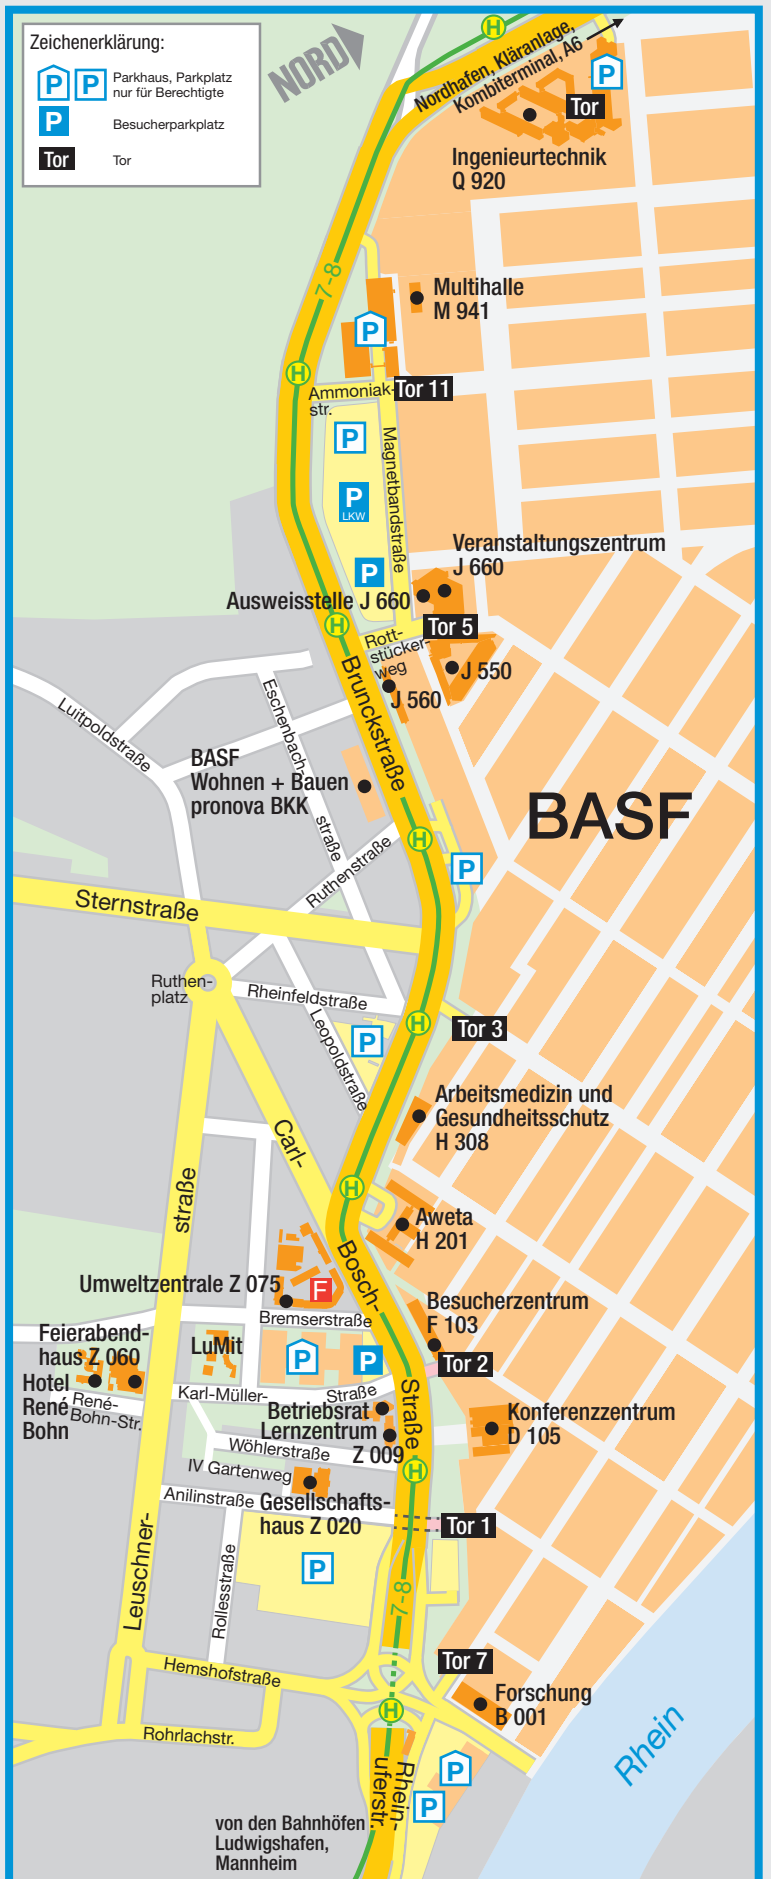 Zeichenerklärung:
P P Parkhaus, Parkplatz
nur für Berechtigte
P Besucherparkplatz
Tor Tor
NORD
H
Nordhafen, Kläranlage,
Kombiterminal, A6
P
Tor
Ingenieurtechnik
Q 920
7-8
Multihalle
M 941
P
H
Ammoniak-
str.
Tor 11
P
Magnetbandstraße
P
LKW
Veranstaltungszentrum
J 660
P
Ausweisstelle J 660
H
Tor 5
Rott-
stücker-
weg
J 550
J 560
Brunckstraße
Luitpoldstraße
Eschenbach-
straße
BASF
Wohnen + Bauen
pronova BKK
BASF
H
Ruthenstraße
P
Sternstraße
Ruthen-
platz
Rheinfeldstraße
Leopoldstraße
P
H
Tor 3
Arbeitsmedizin und
Gesundheitsschutz
H 308
Carl-
Bosch-
Straße
straße
Leuschner-
H
Aweta
H 201
Umweltzentrale Z 075
F
Bremserstraße
Besucherzentrum
F 103
Feierabend-
haus Z 060
LuMit
P
P
Tor 2
Hotel
René
Bohn
René-
Bohn-Str.
Karl-Müller-
Straße
Betriebsrat
Lernzentrum
Z 009
Konferenzzentrum
D 105
Wöhlerstraße
IV Gartenweg
H
Anilinstraße
Gesellschafts-
haus Z 020
Tor 1
P
Rollesstraße
7-8
Hemshofstraße
Tor 7
Forschung
B 001
H
Rohrlachstr.
Rhein-
uferstr.
P
P
Rhein
von den Bahnhöfen
Ludwigshafen,
Mannheim